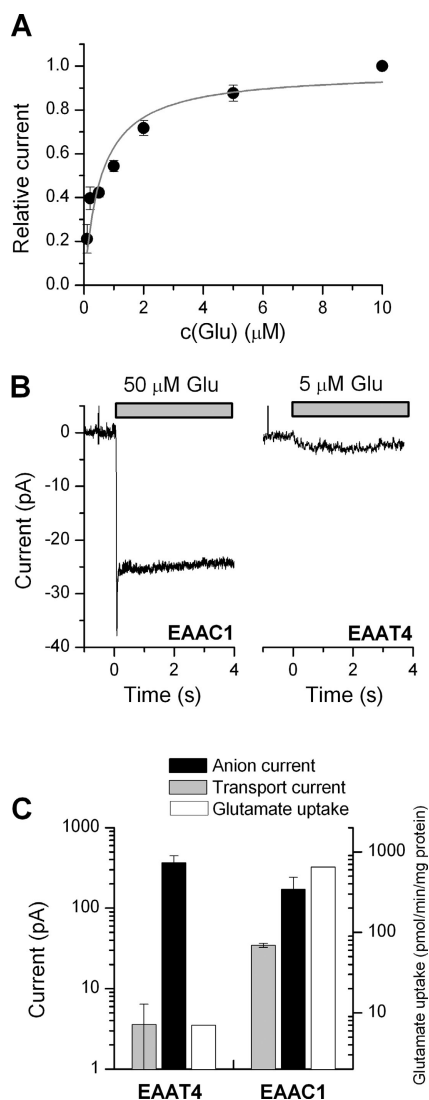 A
Relative current
1.0
0.8
0.6
0.4
0.2
0.0
0 2 4 6 8 10
c(Glu) (μM)
B
50 μM Glu
5 μM Glu
Current (pA)
0
-10
-20
-30
-40
EAAC1
EAAT4
0 2 4
0 2 4
Time (s)
Time (s)
Anion current
Transport current
Glutamate uptake
C
Current (pA)
1000
100
10
1
1000
100
10
Glutamate uptake (pmol/min/mg protein)
EAAT4
EAAC1